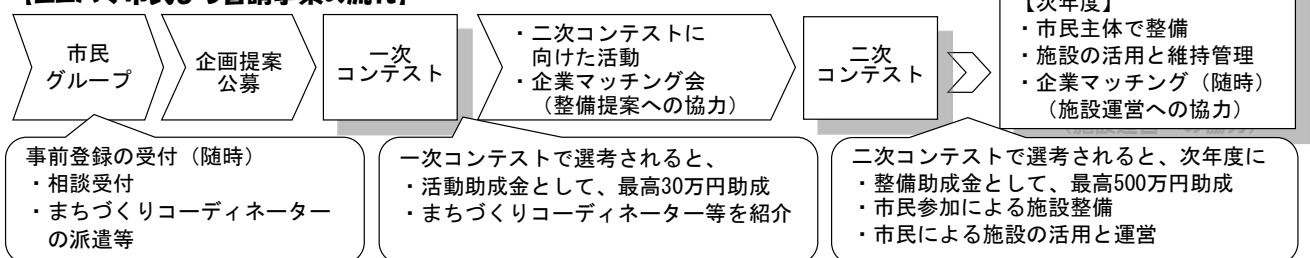 【次年度】
市民
グループ
企画提案
公募
一次
コンテスト
・二次コンテストに
向けた活動
・企業マッチング会
（整備提案への協力）
二次
コンテスト
・市民主体で整備
・施設の活用と維持管理
・企業マッチング（随時）
（施設運営への協力）
事前登録の受付（随時）
・相談受付
・まちづくりコーディネーター
の派遣等
一次コンテストで選考されると、
・活動助成金として、最高30万円助成
・まちづくりコーディネーター等を紹介
二次コンテストで選考されると、次年度に
・整備助成金として、最高500万円助成
・市民参加による施設整備
・市民による施設の活用と運営